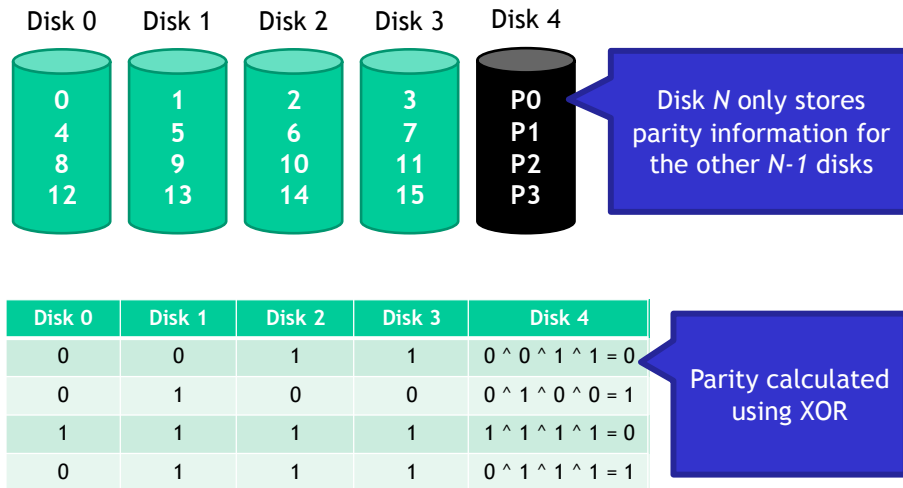 Disk 0 Disk 1 Disk 2 Disk 3 Disk 4
0 1 2 3 P0
4 5 6 7 P1
8 9 10 11 P2
12 13 14 15 P3
Disk N only stores
parity information for
the other N-1 disks
Disk 0 Disk 1 Disk 2 Disk 3 Disk 4
0 0 1 1 0 ^ 0 ^ 1 ^ 1 = 0
0 1 0 0 0 ^ 1 ^ 0 ^ 0 = 1
1 1 1 1 1 ^ 1 ^ 1 ^ 1 = 0
0 1 1 1 0 ^ 1 ^ 1 ^ 1 = 1
Parity calculated
using XOR